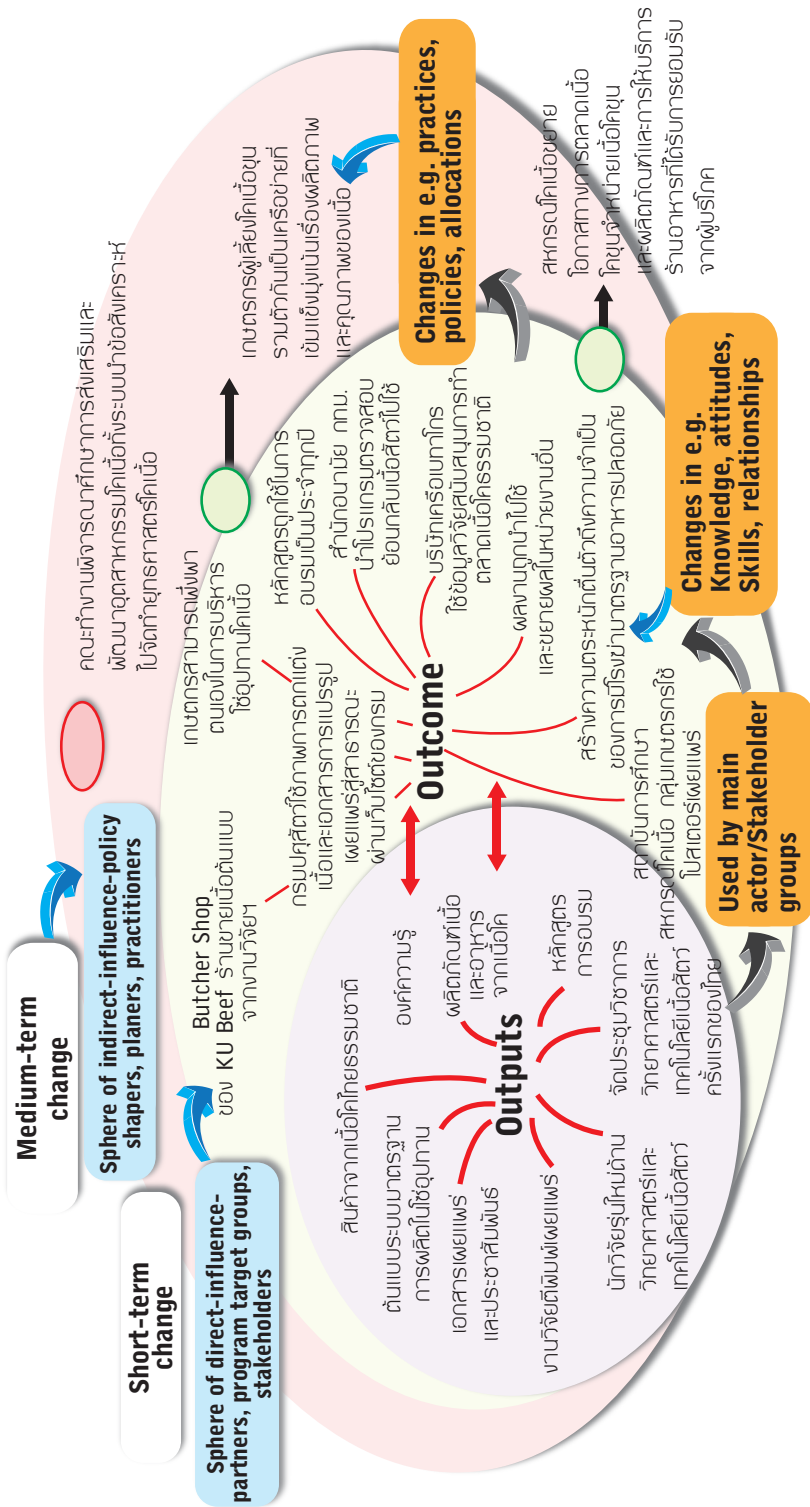 Medium-term
change
Sphere of indirect-influence-policy
shapers, planers, practitioners
Short-term
change
Sphere of direct-influence-
partners, program target groups,
stakeholders
คณะทำงานพิจารณาศึกษาการส่งเสริมและ
พัฒนาอุตสาหกรรมโคเนื้อทั้งระบบนำข้อสังเคราะห์
ไปจัดทำยุทธศาสตร์โคเนื้อ
เกษตรกรผู้เลี้ยงโคเนื้อขุน
รวมตัวกันเป็นเครือข่ายที่
เข้มแข็งมุ่งเน้นเรื่องผลิตภาพ
และคุณภาพของเนื้อ
Changes in e.g. practices,
policies, allocations
สหกรณ์โคเนื้อขยาย
โอกาสทางการตลาดเนื้อ
โคขุนจำหน่ายเนื้อโคขุน
และผลิตภัณฑ์และการให้บริการ
ร้านอาหารที่ได้รับการยอมรับ
จากผู้บริโภค
Butcher Shop
ของ KU Beef ร้านขายเนื้อต้นแบบ
จากงานวิจัยฯ
เกษตรกรสามารถพึ่งพา
ตนเองในการบริหาร
โซ่อุปทานโคเนื้อ
กรมปศุสัตว์ใช้ภาพการตกแต่ง
เนื้อและเอกสารการแปรรูป
เผยแพร่สู่สาธารณะ
ผ่านเว็บไซต์ของกรม
หลักสูตรถูกใช้ในการ
อบรมเป็นประจำทุกปี
สำนักอนามัย กทม.
นำโปรแกรมตรวจสอบ
ย้อนกลับเนื้อสัตว์ไปใช้
บริษัทเครือเบทาโกร
ใช้ข้อมูลวิจัยสนับสนุนการทำ
ตลาดเนื้อโคธรรมชาติ
ผลงานถูกนำไปใช้
และขยายผลในหน่วยงานอื่น
Outcome
สร้างความตระหนักตื่นตัวถึงความจำเป็น
ของการมีโรงฆ่ามาตรฐานอาหารปลอดภัย
สถาบันการศึกษา
สหกรณ์โคเนื้อ กลุ่มเกษตรกรใช้
โปสเตอร์เผยแพร่
Changes in e.g.
Knowledge, attitudes,
Skills, relationships
Used by main
actor/Stakeholder
groups
สินค้าจากเนื้อโคไทยธรรมชาติ
องค์ความรู้
ต้นแบบระบบมาตรฐาน
การผลิตในโซ่อุปทาน
ผลิตภัณฑ์เนื้อ
และอาหาร
จากเนื้อโค
เอกสารเผยแพร่
และประชาสัมพันธ์
Outputs
หลักสูตร
การอบรม
งานวิจัยตีพิมพ์เผยแพร่
จัดประชุมวิชาการ
วิทยาศาสตร์และ
เทคโนโลยีเนื้อสัตว์
ครั้งแรกของไทย
นักวิจัยรุ่นใหม่ด้าน
วิทยาศาสตร์และ
เทคโนโลยีเนื้อสัตว์